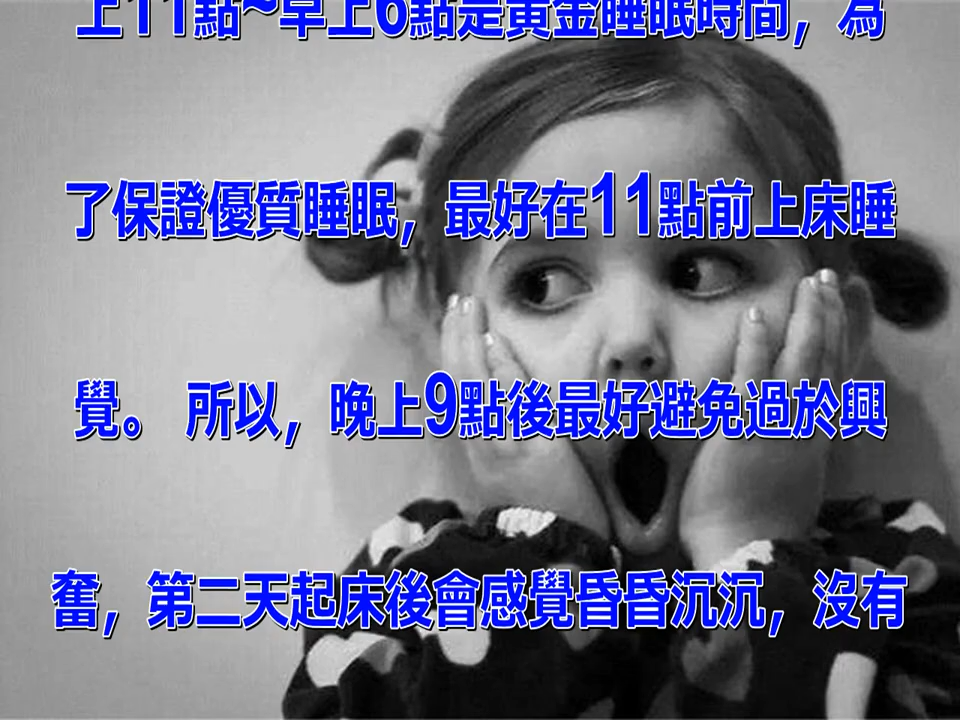 上11點~早上6點是黃金睡眠時間，為
了保證優質睡眠，最好在11點前上床睡
覺。 所以，晚上9點後最好避免過於興
奮，第二天起床後會感覺昏昏沉沉，沒有